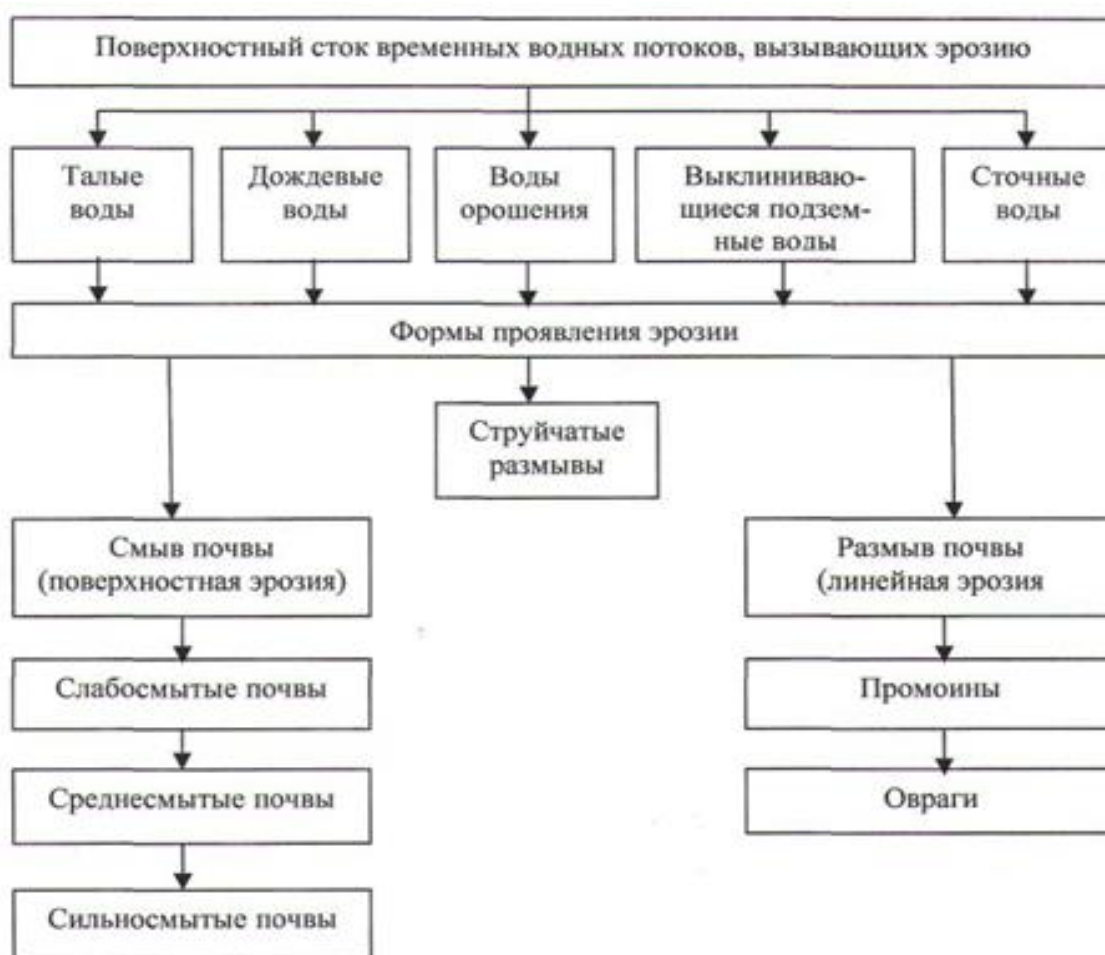 Поверхностный сток временных водных потоков, вызывающих эрозию
Талые
воды
Дождевые
воды
Воды
орошения
Выклиниваю-
щиеся подзем-
ные воды
Сточные
воды
Формы проявления эрозии
Струйчатые
размывы
Смыв почвы
(поверхностная эрозия)
Размыв почвы
(линейная эрозия
Слабосмытые почвы
Промоины
Среднесмытые почвы
Овраги
Сильносмытые почвы